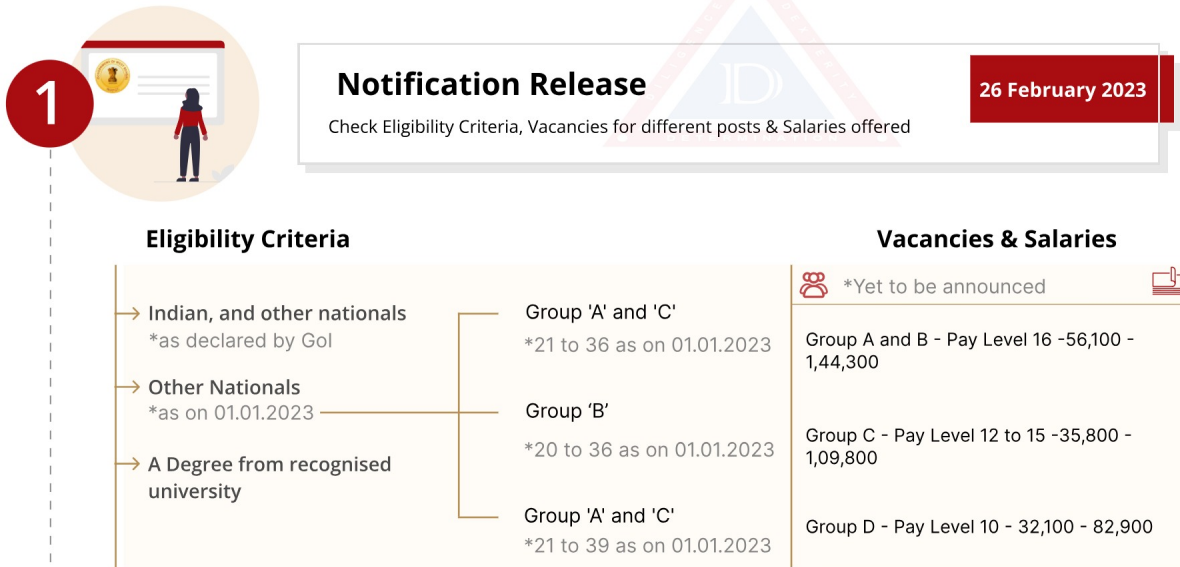 1
Notification Release
26 February 2023
Check Eligibility Criteria, Vacancies for different posts & Salaries offered
Eligibility Criteria
Indian, and other nationals
*as declared by GoI
Other Nationals
*as on 01.01.2023
A Degree from recognised
university
Group 'A' and 'C'
*21 to 36 as on 01.01.2023
Group ‘B’
*20 to 36 as on 01.01.2023
Group 'A' and 'C'
*21 to 39 as on 01.01.2023
Vacancies & Salaries
*Yet to be announced
Group A and B - Pay Level 16 -56,100 -
1,44,300
Group C - Pay Level 12 to 15 -35,800 -
1,09,800
Group D - Pay Level 10 - 32,100 - 82,900